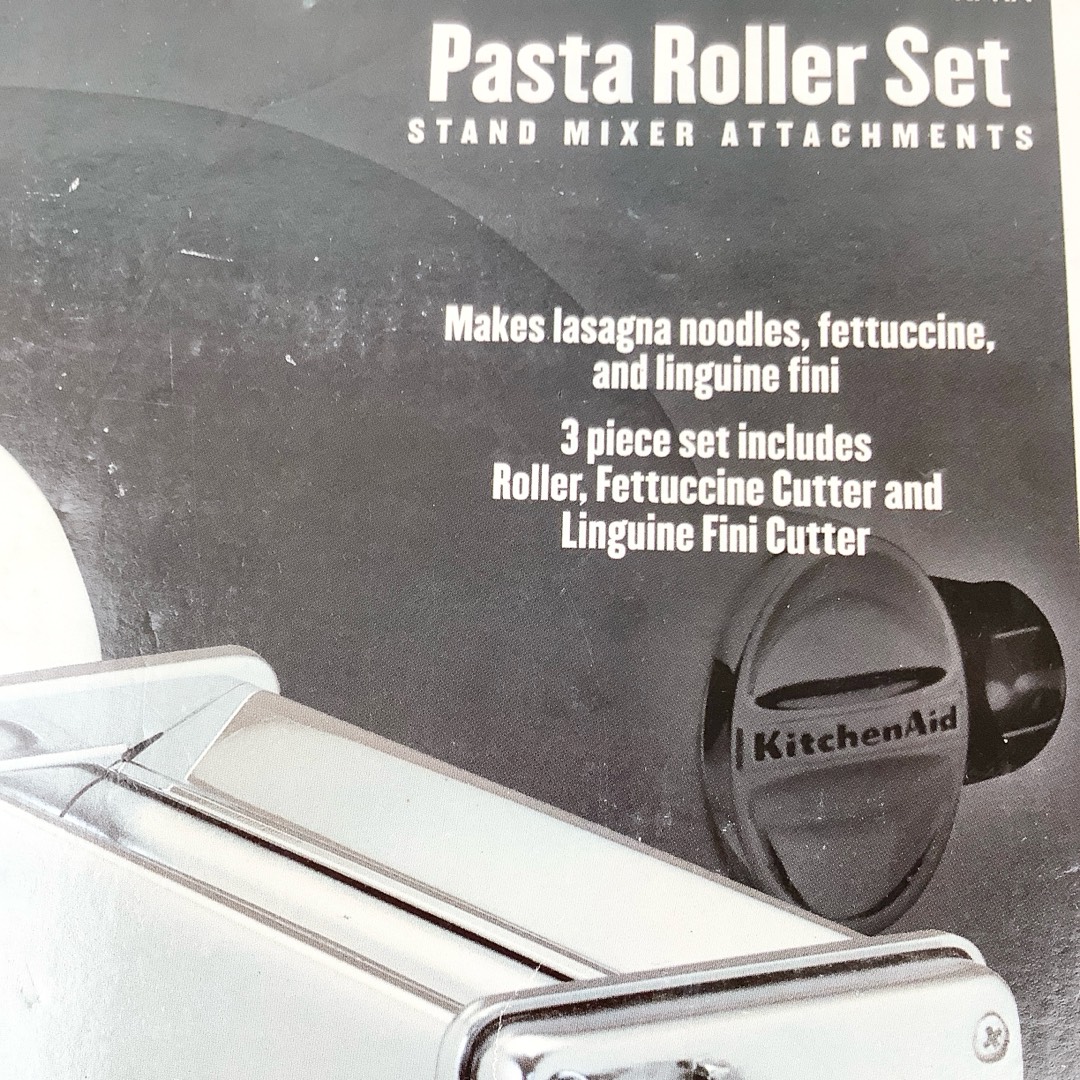 Pasta Roller Set
STAND MIXER ATTACHMENTS
Makes lasagna noodles, fettuccine,
and linguine fini
3 piece set includes
Roller, Fettuccine Cutter and
Linguine Fini Cutter
KitchenAid